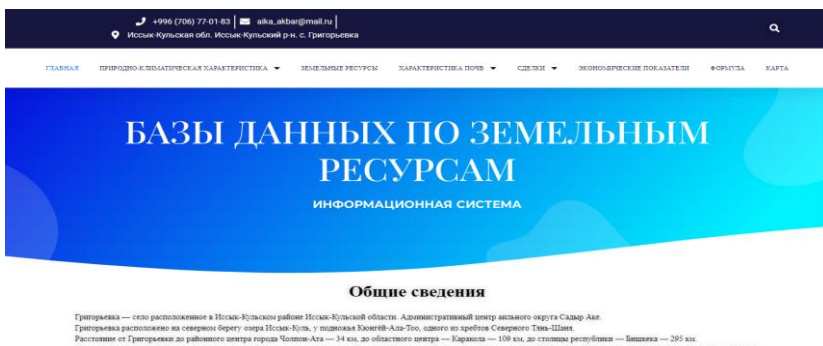 +996 (706) 77-01-83 | aika_akbar@mail.ru |
Иссык-Кульская обл. Иссык-Кульский р-н. с. Григорьевка
ГЛАВНАЯ ПРИРОДНО-КЛИМАТИЧЕСКАЯ ХАРАКТЕРИСТИКА ЗЕМЕЛЬНЫЕ РЕСУРСЫ ХАРАКТЕРИСТИКА ПОЧВ СДЕЛКИ ЭКОНОМИЧЕСКИЕ ПОКАЗАТЕЛИ ФОРМУЛА КАРТА
БАЗЫ ДАННЫХ ПО ЗЕМЕЛЬНЫМ
РЕСУРСАМ
ИНФОРМАЦИОННАЯ СИСТЕМА
Общие сведения
Григорьевка — село расположенное в Иссык-Кульском районе Иссык-Кульской области. Административный центр аильного округа Садыр Аке.
Григорьевка расположено на северном берегу озера Иссык-Куль, у подножья Кюнгёй-Ала-Тоо, одного из хребтов Северного Тянь-Шаня.
Расстояние от Григорьевки до районного центра города Чолпон-Ата — 34 км, до областного центра — Каракола — 109 км, до столицы республики — Бишкека — 295 км.